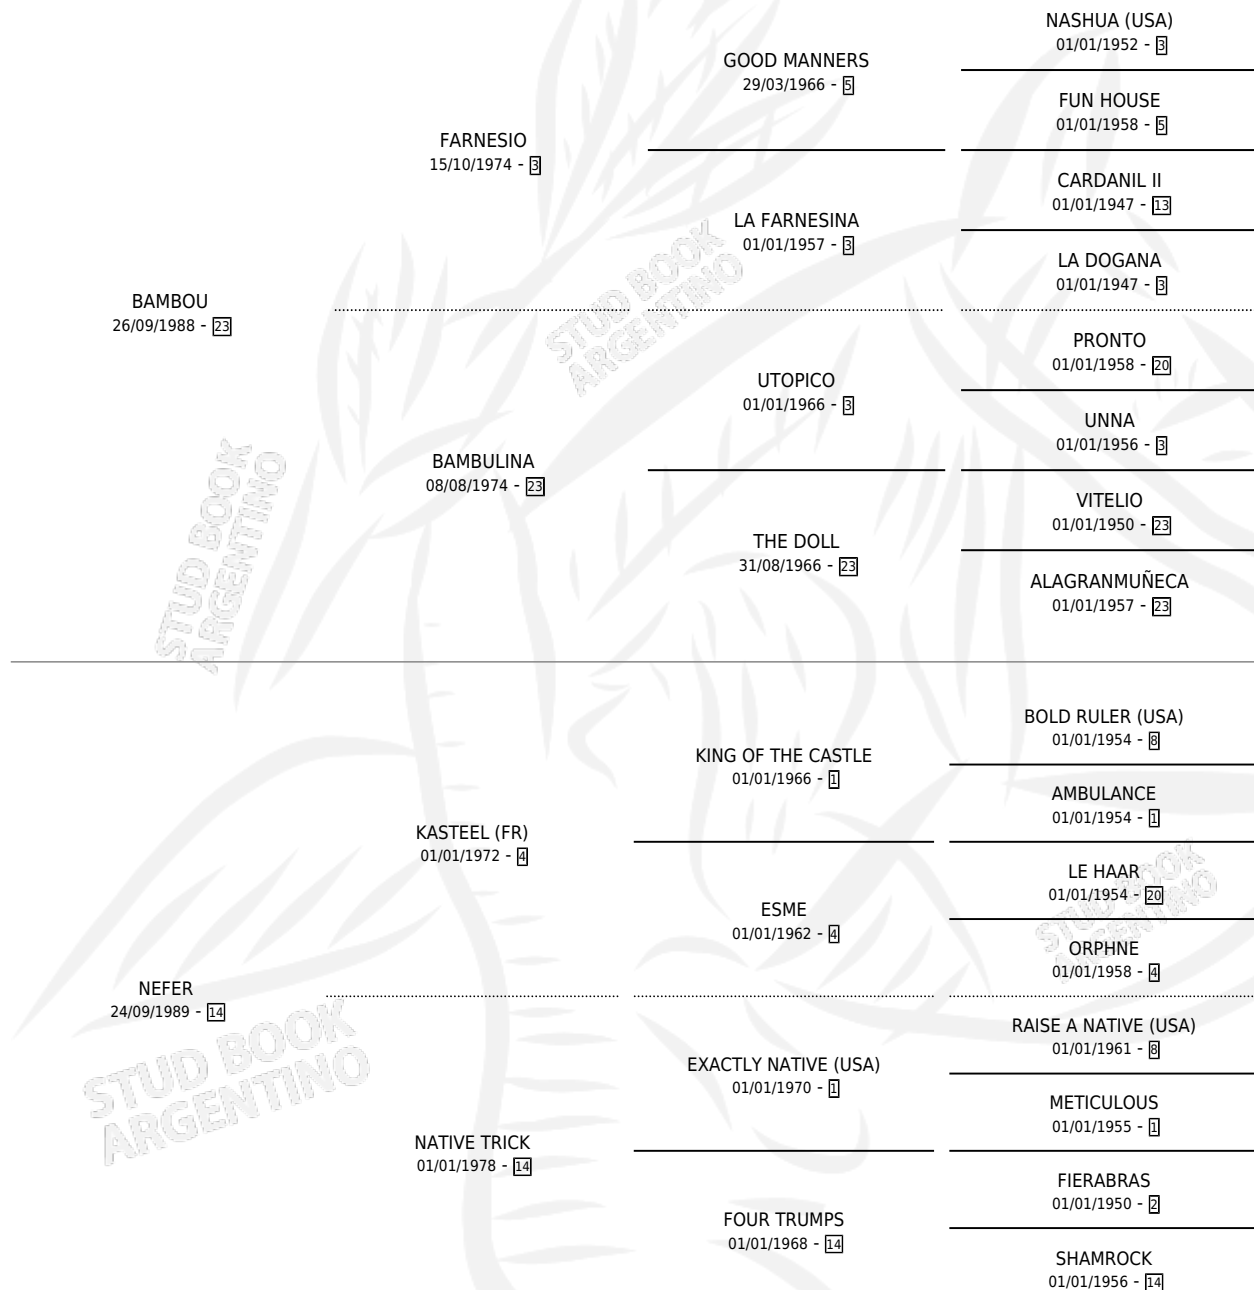 NASHUA (USA)
01/01/1952 - 3
GOOD MANNERS
29/03/1966 - 5
FUN HOUSE
01/01/1958 - 5
FARNESIO
15/10/1974 - 3
CARDANIL II
01/01/1947 - 13
LA FARNESINA
01/01/1957 - 3
LA DOGANA
01/01/1947 - 3
BAMBOU
26/09/1988 - 23
PRONTO
01/01/1958 - 20
UTOPICO
01/01/1966 - 3
UNNA
01/01/1956 - 3
BAMBULINA
08/08/1974 - 23
VITELIO
01/01/1950 - 23
THE DOLL
31/08/1966 - 23
ALAGRANMUÑECA
01/01/1957 - 23
BOLD RULER (USA)
01/01/1954 - 8
KING OF THE CASTLE
01/01/1966 - 1
AMBULANCE
01/01/1954 - 1
KASTEEL (FR)
01/01/1972 - 4
LE HAAR
01/01/1954 - 20
ESME
01/01/1962 - 4
ORPHNE
01/01/1958 - 4
NEFER
24/09/1989 - 14
RAISE A NATIVE (USA)
01/01/1961 - 8
EXACTLY NATIVE (USA)
01/01/1970 - 1
METICULOUS
01/01/1955 - 1
NATIVE TRICK
01/01/1978 - 14
FIERABRAS
01/01/1950 - 2
FOUR TRUMPS
01/01/1968 - 14
SHAMROCK
01/01/1956 - 14
STUD BOOK
ARGENTINO
STUD BOOK
ARGENTINO
STUD BOOK
ARGENTINO
STUD BOOK
ARGENTINO